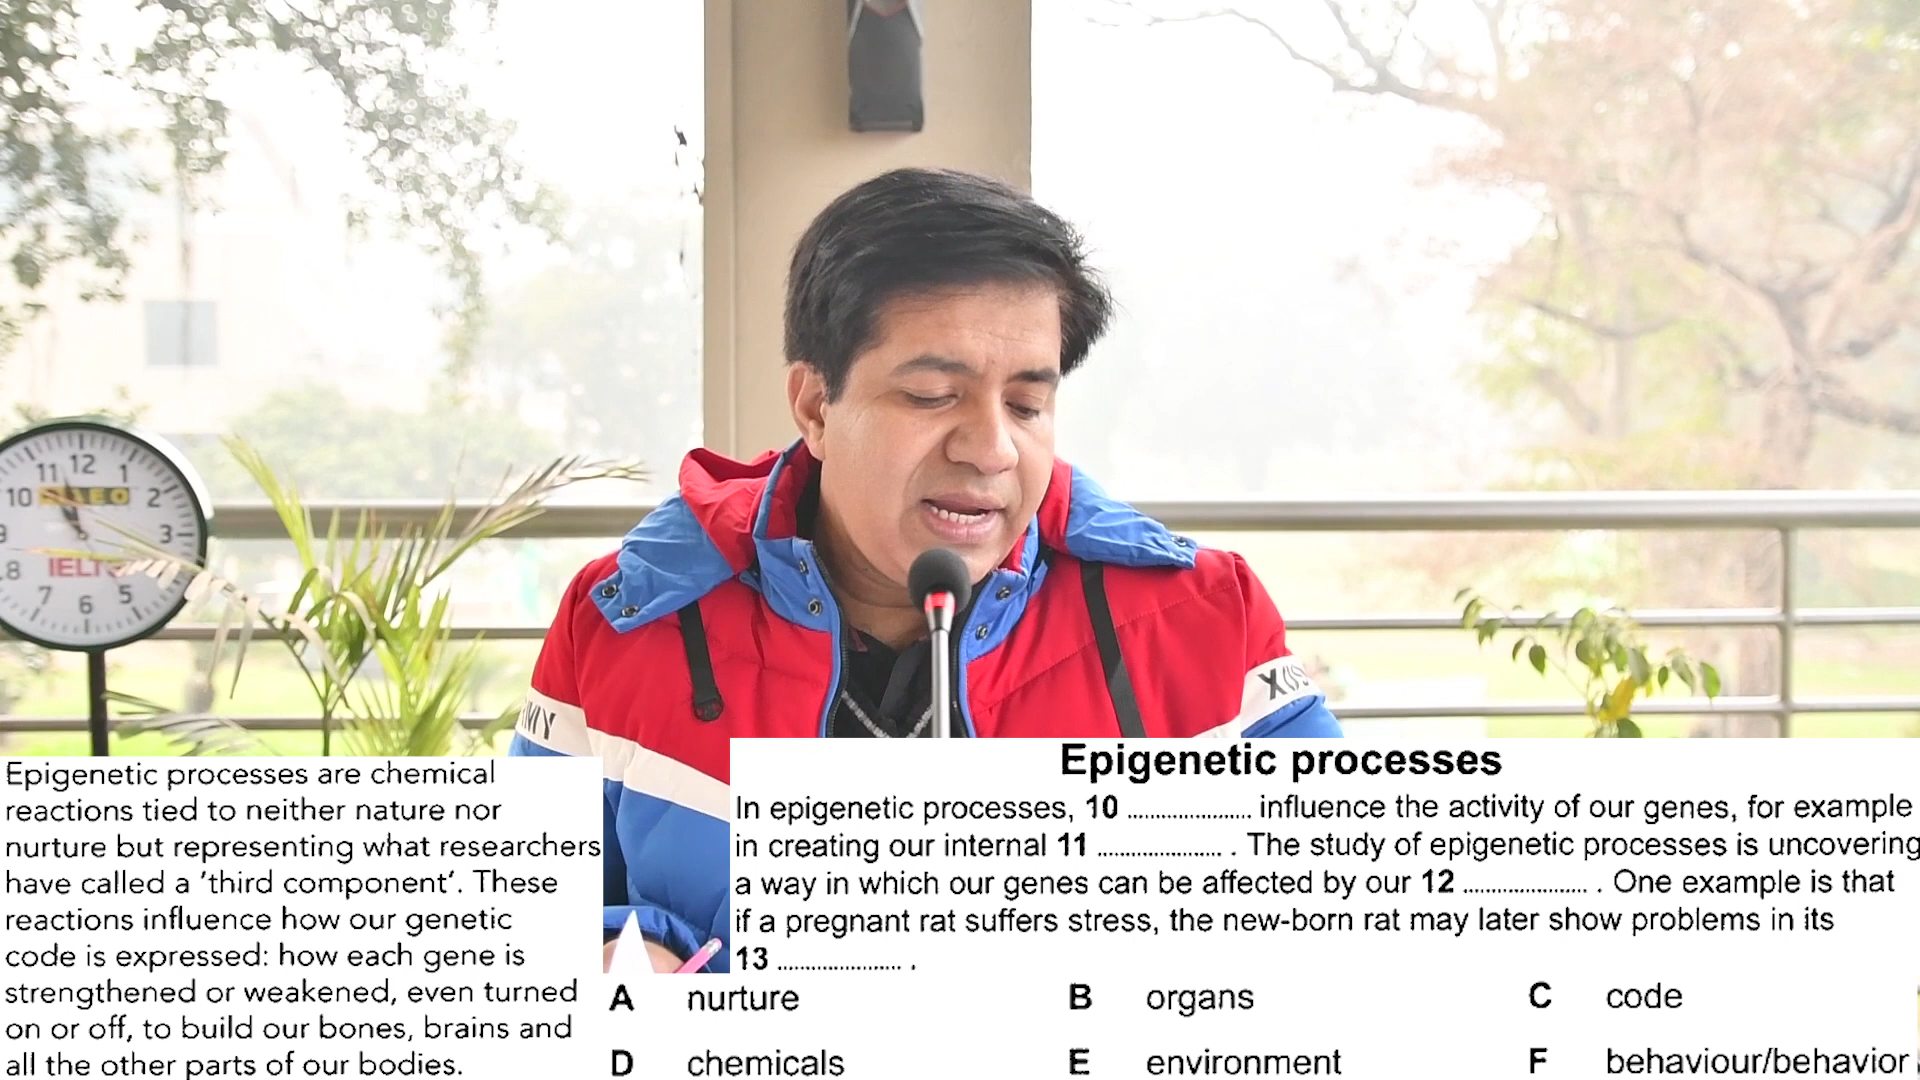 11 12 1
10 2
9 3
8 IELTS
7 6 5
MY
Epigenetic processes are chemical
reactions tied to neither nature nor
nurture but representing what researchers
have called a ‘third component’. These
reactions influence how our genetic
code is expressed: how each gene is
strengthened or weakened, even turned
on or off, to build our bones, brains and
all the other parts of our bodies.
Epigenetic processes
In epigenetic processes, 10 ...................... influence the activity of our genes, for example
in creating our internal 11 ...................... . The study of epigenetic processes is uncovering
a way in which our genes can be affected by our 12 ...................... . One example is that
if a pregnant rat suffers stress, the new-born rat may later show problems in its
13 ...................... .
A nurture B organs C code
D chemicals E environment F behaviour/behavior